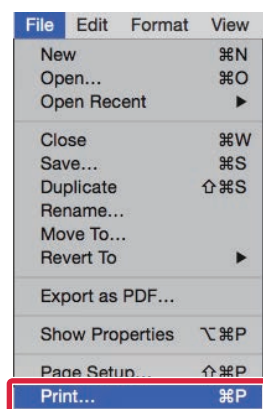 File Edit Format View
New ⌘N
Open... ⌘O
Open Recent ▶
Close ⌘W
Save... ⌘S
Duplicate ⇧⌘S
Rename...
Move To...
Revert To ▶
Export as PDF...
Show Properties ⌥⌘P
Page Setup... ⇧⌘P
Print... ⌘P